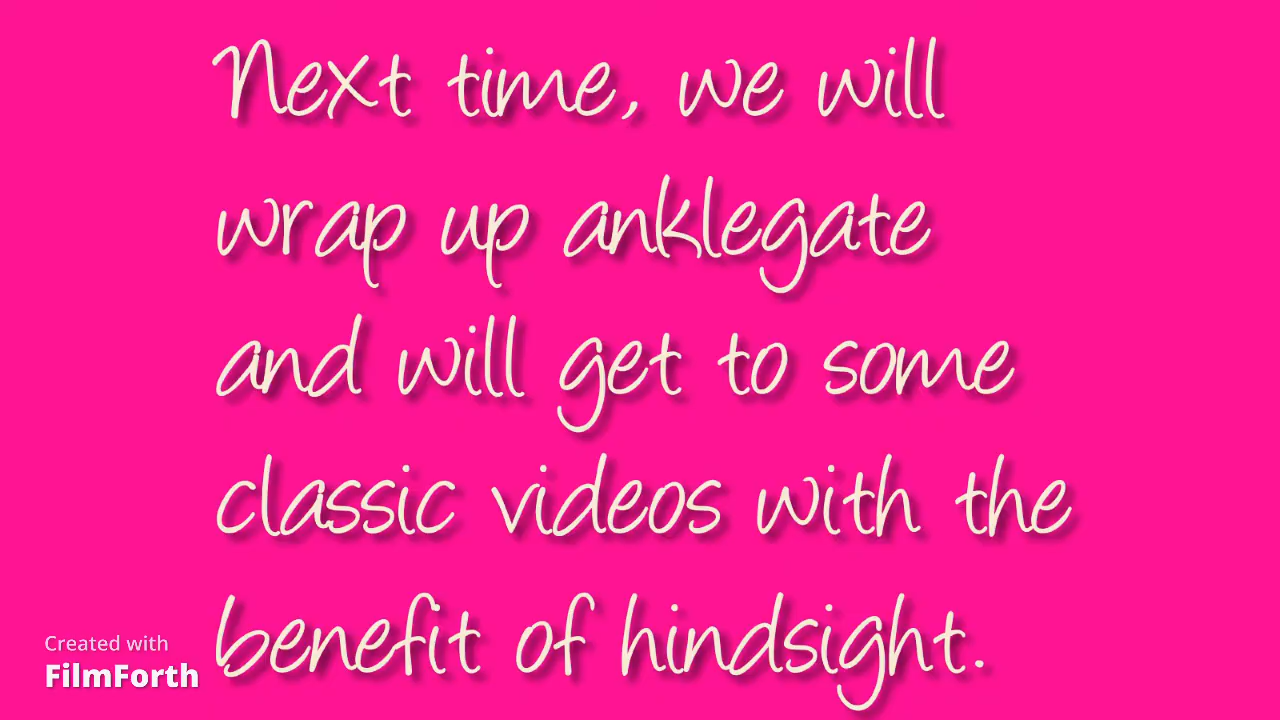 Next time, we will
wrap up anklegate
and will get to some
classic videos with the
benefit of hindsight.
Created with
FilmForth